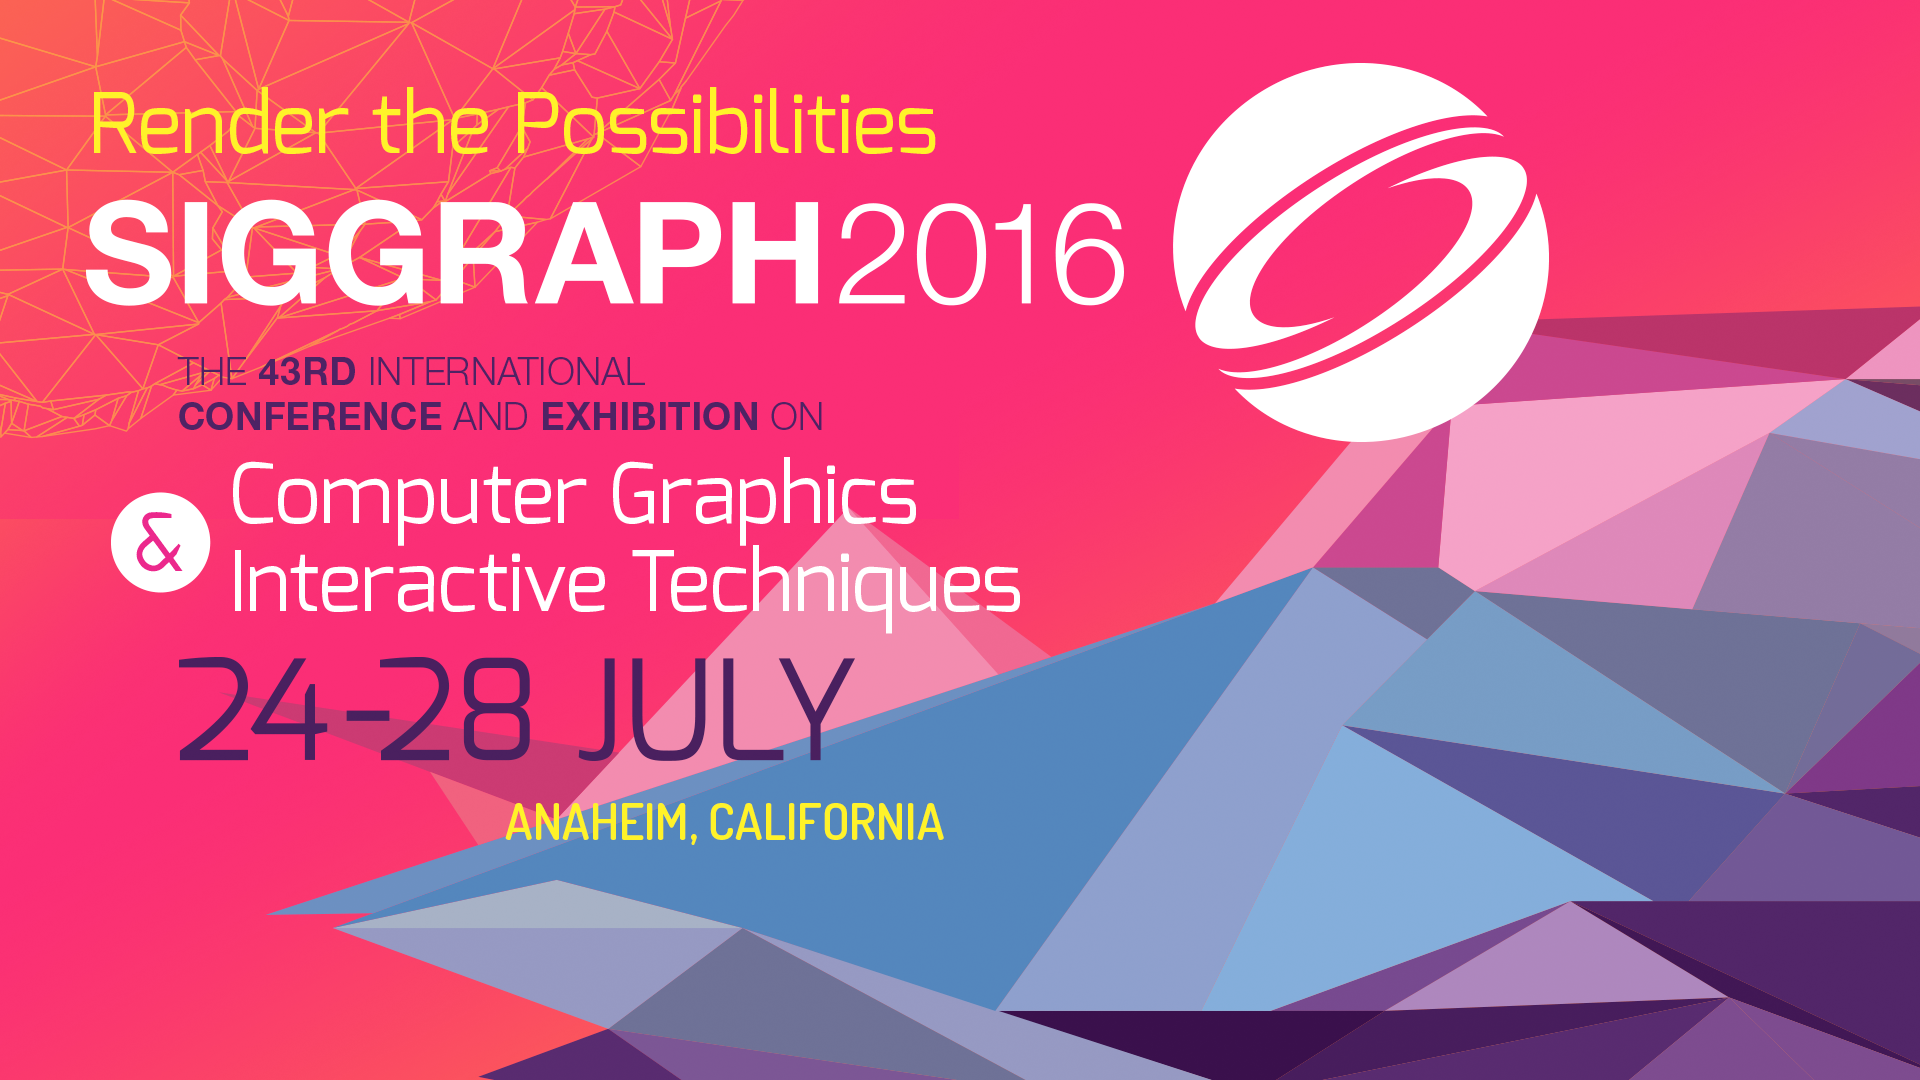 Render the Possibilities
SIGGRAPH2016
THE 43RD INTERNATIONAL
CONFERENCE AND EXHIBITION ON
Computer Graphics
&
Interactive Techniques
24-28 JULY
ANAHEIM, CALIFORNIA